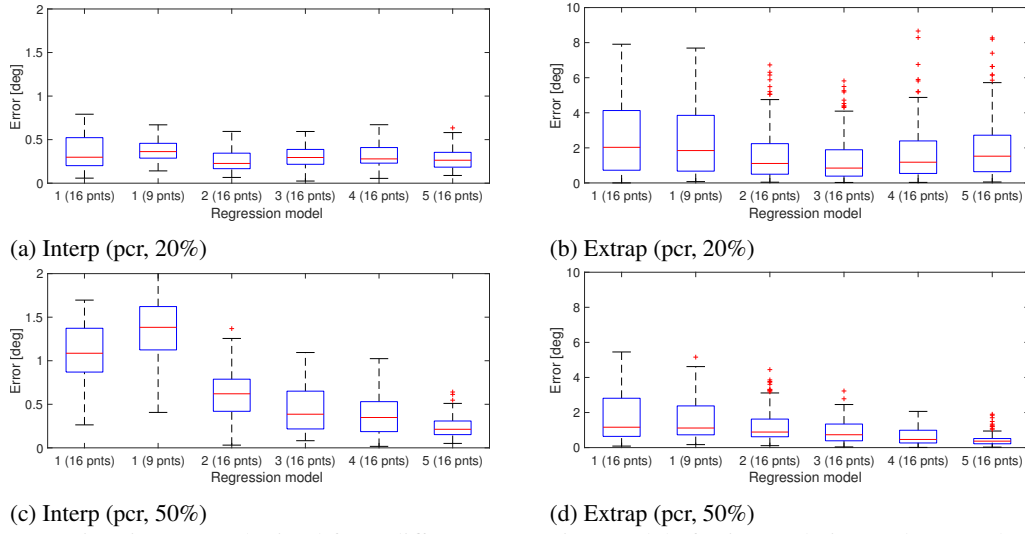 2
1.5
1
0.5
0
Error [deg]
1 (16 pnts) 1 (9 pnts) 2 (16 pnts) 3 (16 pnts) 4 (16 pnts) 5 (16 pnts)
Regression model
(a) Interp (pcr, 20%)
10
8
6
4
2
0
Error [deg]
1 (16 pnts) 1 (9 pnts) 2 (16 pnts) 3 (16 pnts) 4 (16 pnts) 5 (16 pnts)
Regression model
(b) Extrap (pcr, 20%)
2
1.5
1
0.5
0
Error [deg]
1 (16 pnts) 1 (9 pnts) 2 (16 pnts) 3 (16 pnts) 4 (16 pnts) 5 (16 pnts)
Regression model
(c) Interp (pcr, 50%)
10
8
6
4
2
0
Error [deg]
1 (16 pnts) 1 (9 pnts) 2 (16 pnts) 3 (16 pnts) 4 (16 pnts) 5 (16 pnts)
Regression model
(d) Extrap (pcr, 50%)